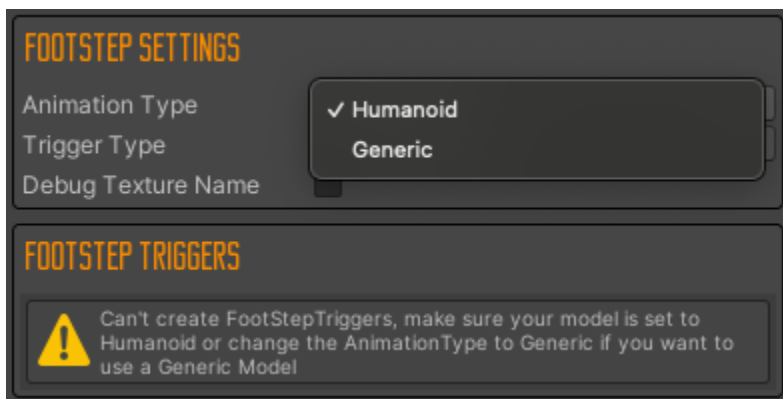 FOOTSTEP SETTINGS
Animation Type
✓ Humanoid
Trigger Type
Generic
Debug Texture Name
FOOTSTEP TRIGGERS
Can't create FootStepTriggers, make sure your model is set to
Humanoid or change the AnimationType to Generic if you want to
use a Generic Model